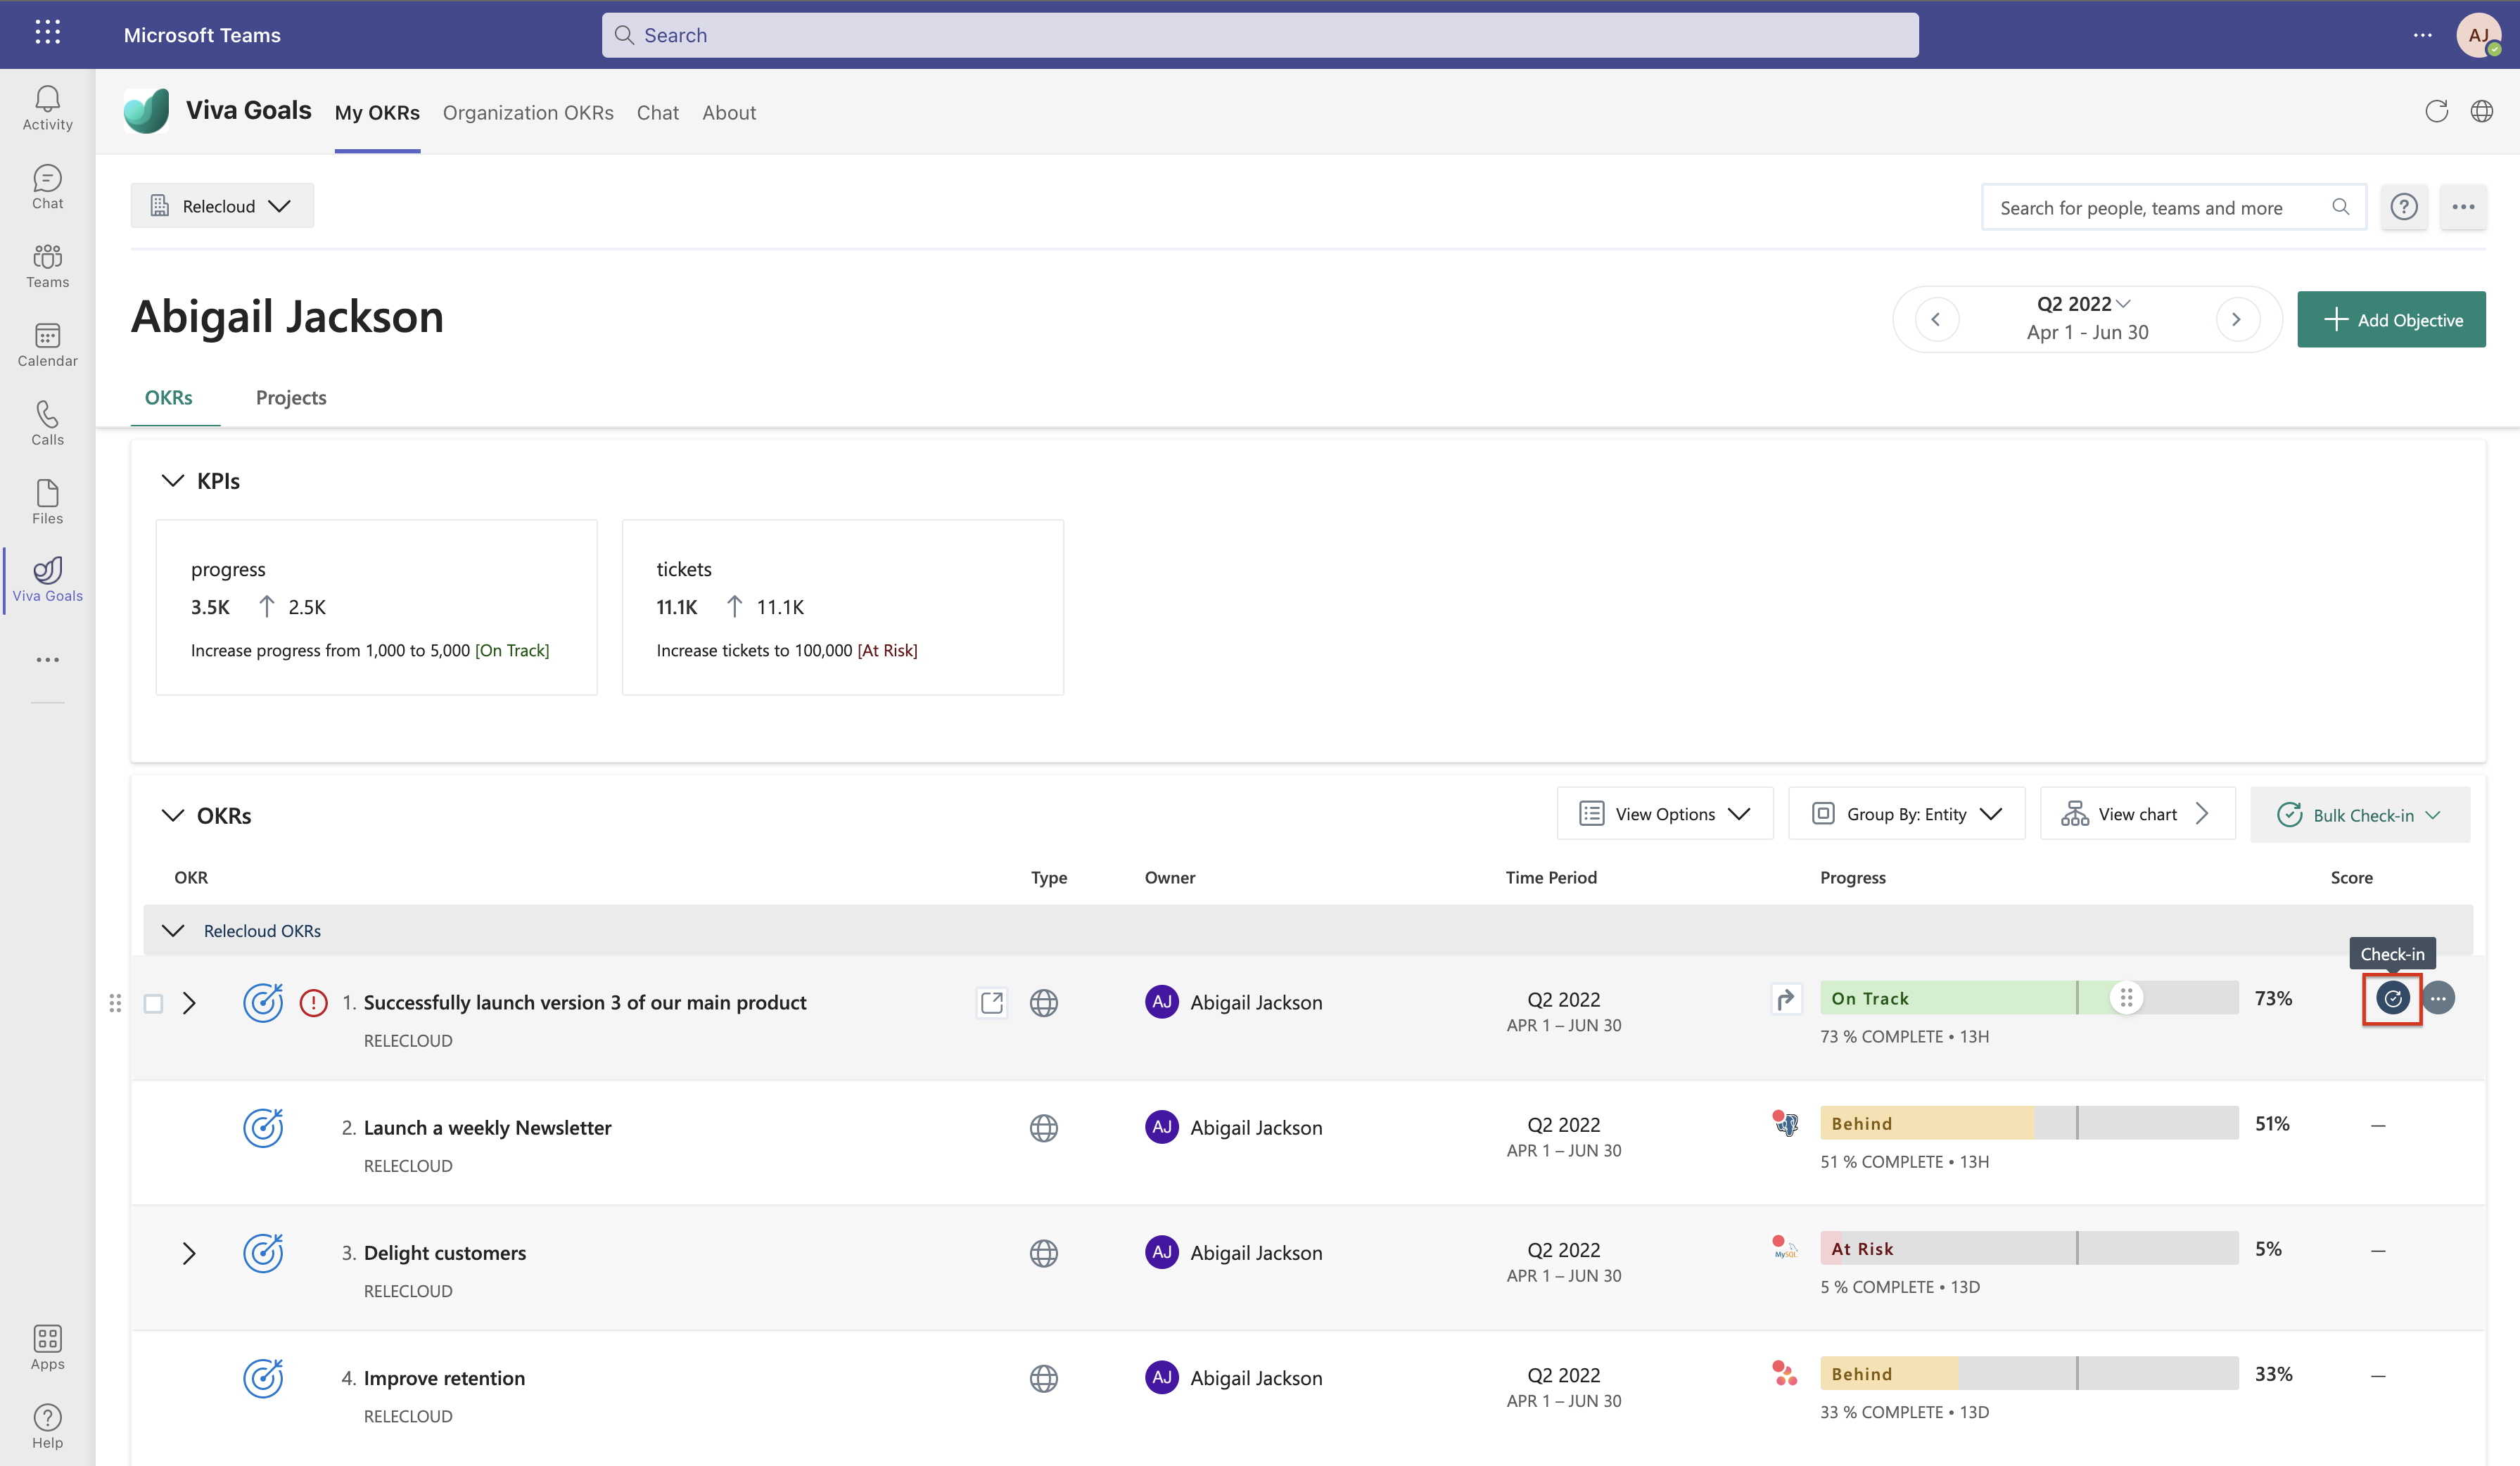 Microsoft Teams
Search
AJ
Activity
Chat
Teams
Calendar
Calls
Files
Viva Goals
Apps
Help
Viva Goals
My OKRs
Organization OKRs
Chat
About
Relecloud
Search for people, teams and more
Abigail Jackson
Q2 2022
Apr 1 - Jun 30
Add Objective
OKRs
Projects
KPIs
progress
3.5K ↑ 2.5K
Increase progress from 1,000 to 5,000 [On Track]
tickets
11.1K ↑ 11.1K
Increase tickets to 100,000 [At Risk]
OKRs
View Options
Group By: Entity
View chart
Bulk Check-in
OKR Type Owner Time Period Progress Score
Relecloud OKRs
Check-in
1. Successfully launch version 3 of our main product
RELECLOUD
AJ Abigail Jackson
Q2 2022
APR 1 – JUN 30
On Track
73%
73 % COMPLETE • 13H
2. Launch a weekly Newsletter
RELECLOUD
AJ Abigail Jackson
Q2 2022
APR 1 – JUN 30
Behind
51%
—
51 % COMPLETE • 13H
3. Delight customers
RELECLOUD
AJ Abigail Jackson
Q2 2022
APR 1 – JUN 30
MySQL
At Risk
5%
—
5 % COMPLETE • 13D
4. Improve retention
RELECLOUD
AJ Abigail Jackson
Q2 2022
APR 1 – JUN 30
Behind
33%
—
33 % COMPLETE • 13D